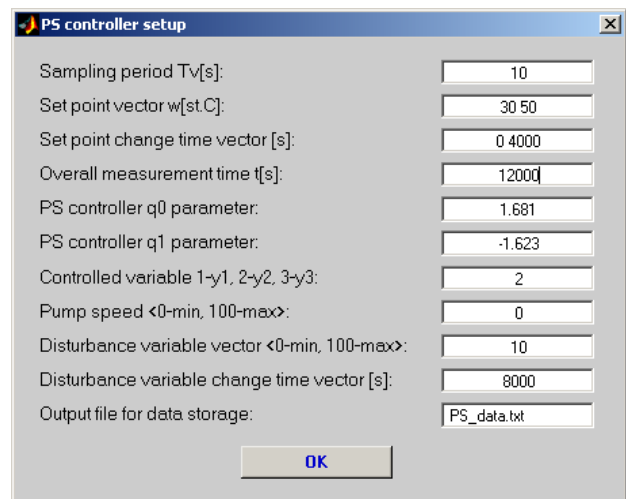 PS controller setup
Sampling period Tv[s]: 10
Set point vector w[st.C]: 30 50
Set point change time vector [s]: 0 4000
Overall measurement time t[s]: 12000
PS controller q0 parameter: 1.681
PS controller q1 parameter: -1.623
Controlled variable 1-y1, 2-y2, 3-y3: 2
Pump speed <0-min, 100-max>: 0
Disturbance variable vector <0-min, 100-max>: 10
Disturbance variable change time vector [s]: 8000
Output file for data storage: PS_data.txt
OK